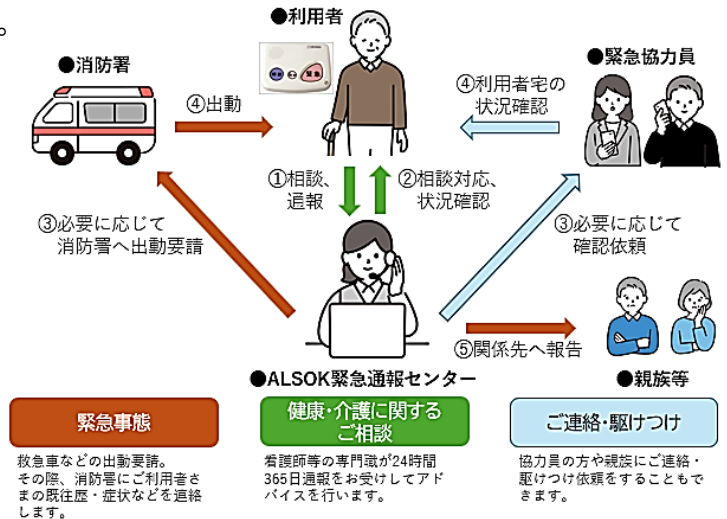 。
●利用者
●消防署
●緊急協力員
緊急
④出動
④利用者宅の
状況確認
①相談、
通報
②相談対応、
状況確認
③必要に応じて
消防署へ出動要請
③必要に応じて
確認依頼
⑤関係先へ報告
●ALSOK緊急通報センター
●親族等
緊急事態
健康・介護に関する
ご相談
ご連絡・駆けつけ
救急車などの出動要請。
その際、消防署にご利用者さ
まの既往歴・症状などを連絡
します。
看護師等の専門職が24時間
365日通報をお受けしてアド
バイスを行います。
協力員の方や親族にご連絡・
駆けつけ依頼をすることもで
きます。